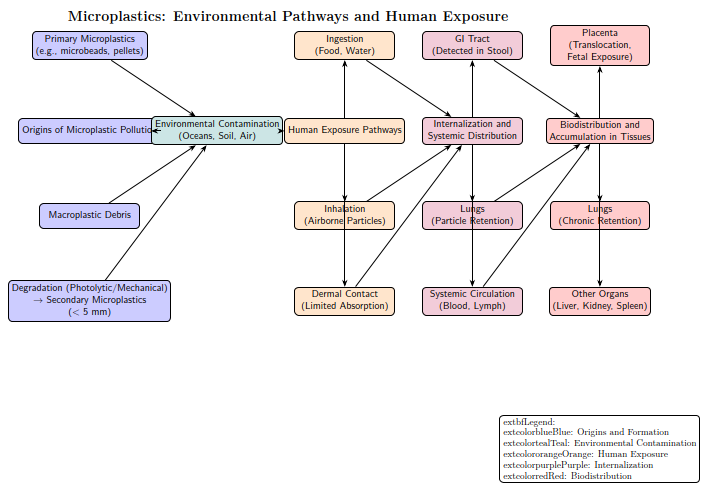 Microplastics: Environmental Pathways and Human Exposure
Primary Microplastics
(e.g., microbeads, pellets)
Ingestion
(Food, Water)
GI Tract
(Detected in Stool)
Placenta
(Translocation,
Fetal Exposure)
Origins of Microplastic Pollutio
Environmental Contamination
(Oceans, Soil, Air)
Human Exposure Pathways
Internalization and
Systemic Distribution
Biodistribution and
Accumulation in Tissues
Macroplastic Debris
Inhalation
(Airborne Particles)
Lungs
(Particle Retention)
Lungs
(Chronic Retention)
Degradation (Photolytic/Mechanical)
→ Secondary Microplastics
(< 5 mm)
Dermal Contact
(Limited Absorption)
Systemic Circulation
(Blood, Lymph)
Other Organs
(Liver, Kidney, Spleen)
extbfLegend:
extcolorblueBlue: Origins and Formation
extcolortealTeal: Environmental Contamination
extcolororangeOrange: Human Exposure
extcolorpurplePurple: Internalization
extcolorredRed: Biodistribution